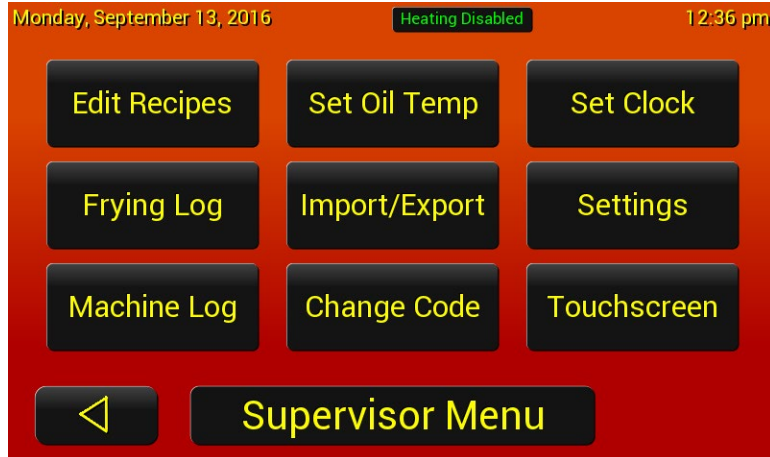 Monday, September 13, 2016 Heating Disabled 12:36 pm
Edit Recipes Set Oil Temp Set Clock
Frying Log Import/Export Settings
Machine Log Change Code Touchscreen
Supervisor Menu